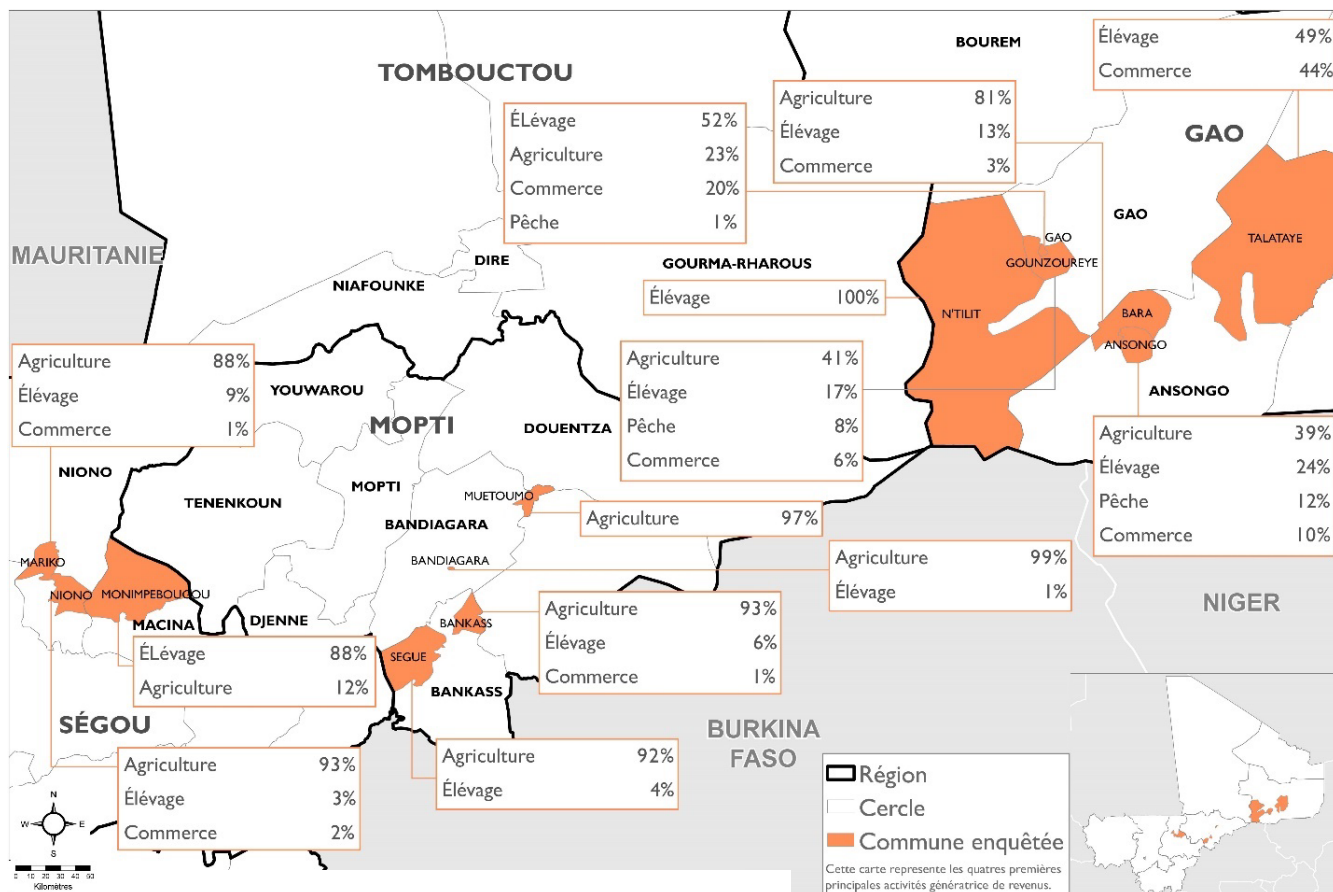 BOUREM
Élévage 49%
Commerce 44%
TOMBOUCTOU
Agriculture 81%
Élévage 13%
Commerce 3%
ÉLévage 52%
Agriculture 23%
Commerce 20%
Pêche 1%
GAO
GAO
GAO
GOUNZOUREYE
TALATAYE
MAURITANIE
DIRE
NIAFOUNKE
GOURMA-RHAROUS
Élévage 100%
N'TILIT
BARA
ANSONGO
ANSONGO
Agriculture 88%
Élévage 9%
Commerce 1%
YOUWAROU
MOPTI
DOUENTZA
Agriculture 41%
Élévage 17%
Pêche 8%
Commerce 6%
Agriculture 39%
Élévage 24%
Pêche 12%
Commerce 10%
NIONO
TENENKOUN
MOPTI
MUETOUMO
BANDIAGARA
Agriculture 97%
BANDIAGARA
Agriculture 99%
Élévage 1%
MARIKO
NIONO
MONIMPEBOUGOU
MACINA
DJENNE
BANKASS
Agriculture 93%
Élévage 6%
Commerce 1%
NIGER
ÉLévage 88%
Agriculture 12%
SEGUE
BANKASS
SÉGOU
BURKINA
FASO
Agriculture 93%
Élévage 3%
Commerce 2%
Agriculture 92%
Élévage 4%
Région
Cercle
Commune enquêtée
Cette carte represente les quatres premières
principales activités génératrice de revenus.
N
W E
S
0 10 20 30 40 50
Kilomètres